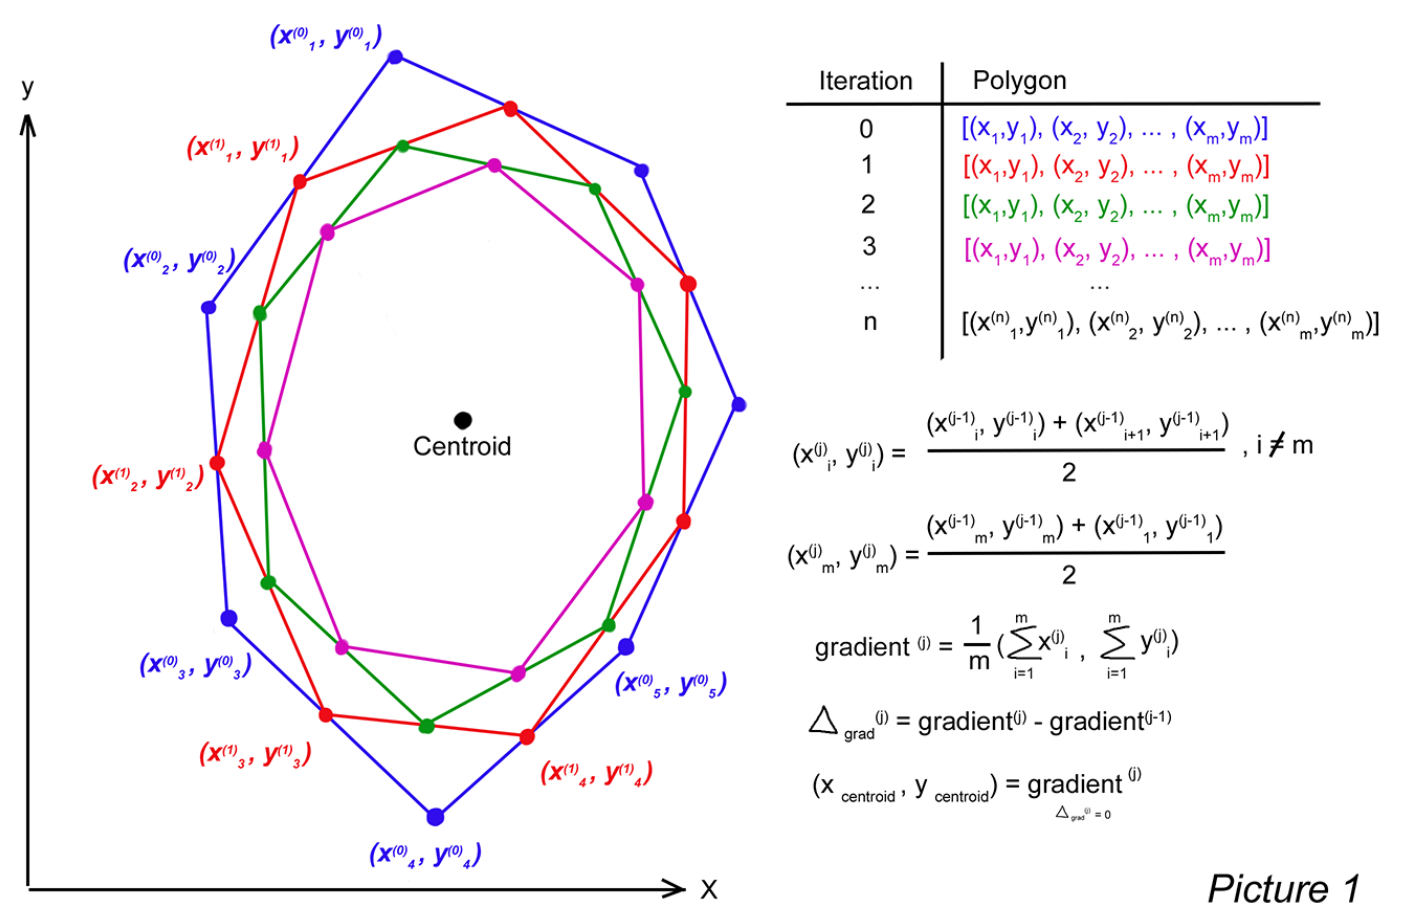 (x⁽⁰⁾₁, y⁽⁰⁾₁)
y
(x⁽¹⁾₁, y⁽¹⁾₁)
(x⁽⁰⁾₂, y⁽⁰⁾₂)
Centroid
(x⁽¹⁾₂, y⁽¹⁾₂)
(x⁽⁰⁾₃, y⁽⁰⁾₃)
(x⁽⁰⁾₅, y⁽⁰⁾₅)
(x⁽¹⁾₃, y⁽¹⁾₃)
(x⁽¹⁾₄, y⁽¹⁾₄)
(x⁽⁰⁾₄, y⁽⁰⁾₄)
X
Iteration Polygon
0 [(x₁,y₁), (x₂, y₂), ... , (xₘ,yₘ)]
1 [(x₁,y₁), (x₂, y₂), ... , (xₘ,yₘ)]
2 [(x₁,y₁), (x₂, y₂), ... , (xₘ,yₘ)]
3 [(x₁,y₁), (x₂, y₂), ... , (xₘ,yₘ)]
... ...
n [(x⁽ⁿ⁾₁,y⁽ⁿ⁾₁), (x⁽ⁿ⁾₂, y⁽ⁿ⁾₂), ... , (x⁽ⁿ⁾ₘ,y⁽ⁿ⁾ₘ)]
(x⁽ʲ⁾ᵢ, y⁽ʲ⁾ᵢ) = (x⁽ʲ⁻¹⁾ᵢ, y⁽ʲ⁻¹⁾ᵢ) + (x⁽ʲ⁻¹⁾ᵢ₊₁, y⁽ʲ⁻¹⁾ᵢ₊₁) / 2 , i ≠ m
(x⁽ʲ⁾ₘ, y⁽ʲ⁾ₘ) = (x⁽ʲ⁻¹⁾ₘ, y⁽ʲ⁻¹⁾ₘ) + (x⁽ʲ⁻¹⁾₁, y⁽ʲ⁻¹⁾₁) / 2
gradient ⁽ʲ⁾ = 1/m (∑ᵢ₌₁ᵐ x⁽ʲ⁾ᵢ , ∑ᵢ₌₁ᵐ y⁽ʲ⁾ᵢ)
△ grad ⁽ʲ⁾ = gradient⁽ʲ⁾ - gradient⁽ʲ⁻¹⁾
(x centroid , y centroid) = gradient ⁽ʲ⁾
△ grad⁽ʲ⁾ = 0
Picture 1